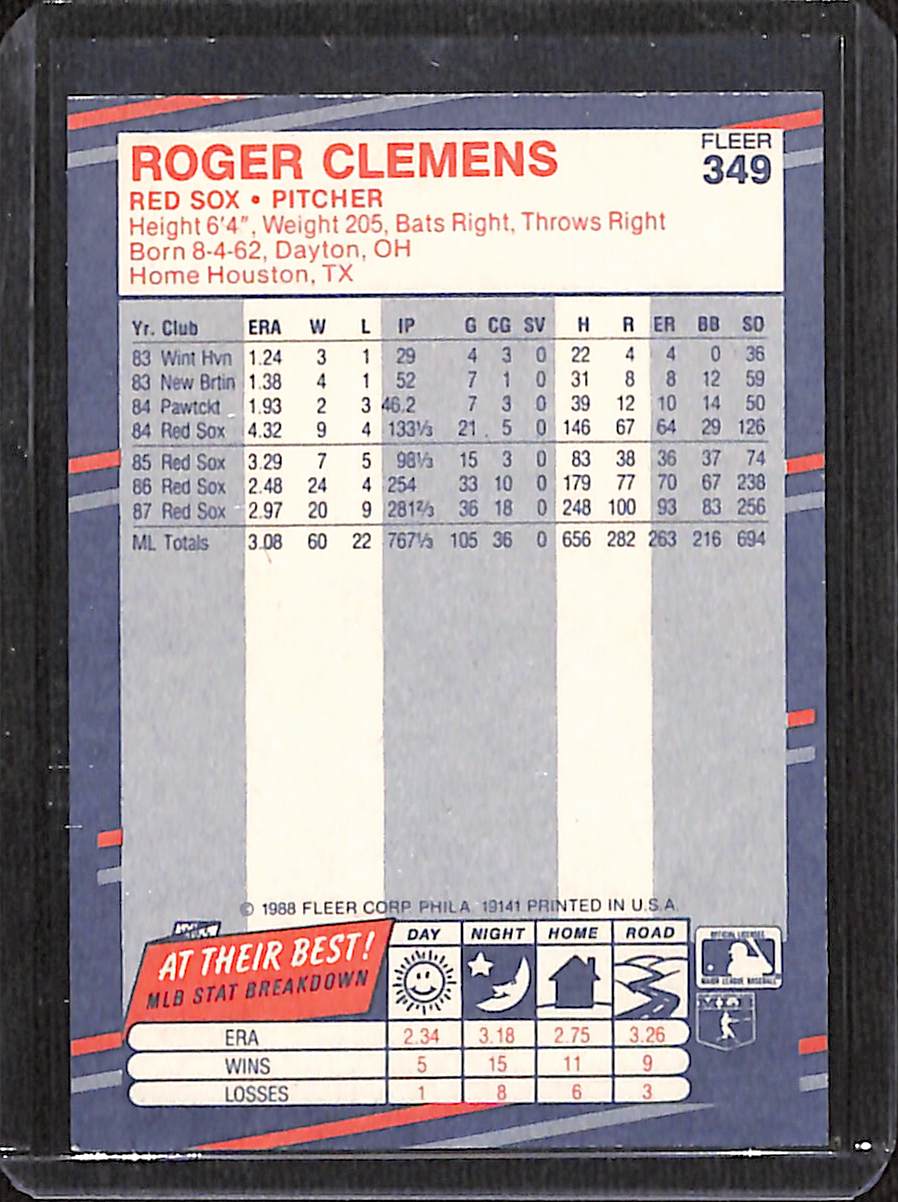 ROGER CLEMENS
FLEER
349
RED SOX • PITCHER
Height 6'4", Weight 205, Bats Right, Throws Right
Born 8-4-62, Dayton, OH
Home Houston, TX
Yr. Club ERA W L IP G CG SV H R ER BB SO
83 Wint Hvn 1.24 3 1 29 4 3 0 22 4 4 0 36
83 New Brtin 1.38 4 1 52 7 1 0 31 8 8 12 59
84 Pawtckt 1.93 2 3 46.2 7 3 0 39 12 10 14 50
84 Red Sox 4.32 9 4 133⅓ 21 5 0 146 67 64 29 126
85 Red Sox 3.29 7 5 98⅓ 15 3 0 83 38 36 37 74
86 Red Sox 2.48 24 4 254 33 10 0 179 77 70 67 238
87 Red Sox 2.97 20 9 281⅔ 36 18 0 248 100 93 83 256
ML Totals 3.08 60 22 767⅓ 105 36 0 656 282 263 216 694
© 1988 FLEER CORP PHILA 19141 PRINTED IN U.S.A.
AT THEIR BEST!
MLB STAT BREAKDOWN
DAY NIGHT HOME ROAD
OFFICIAL LICENSEE
MAJOR LEAGUE BASEBALL
ERA 2.34 3.18 2.75 3.26
WINS 5 15 11 9
LOSSES 1 8 6 3